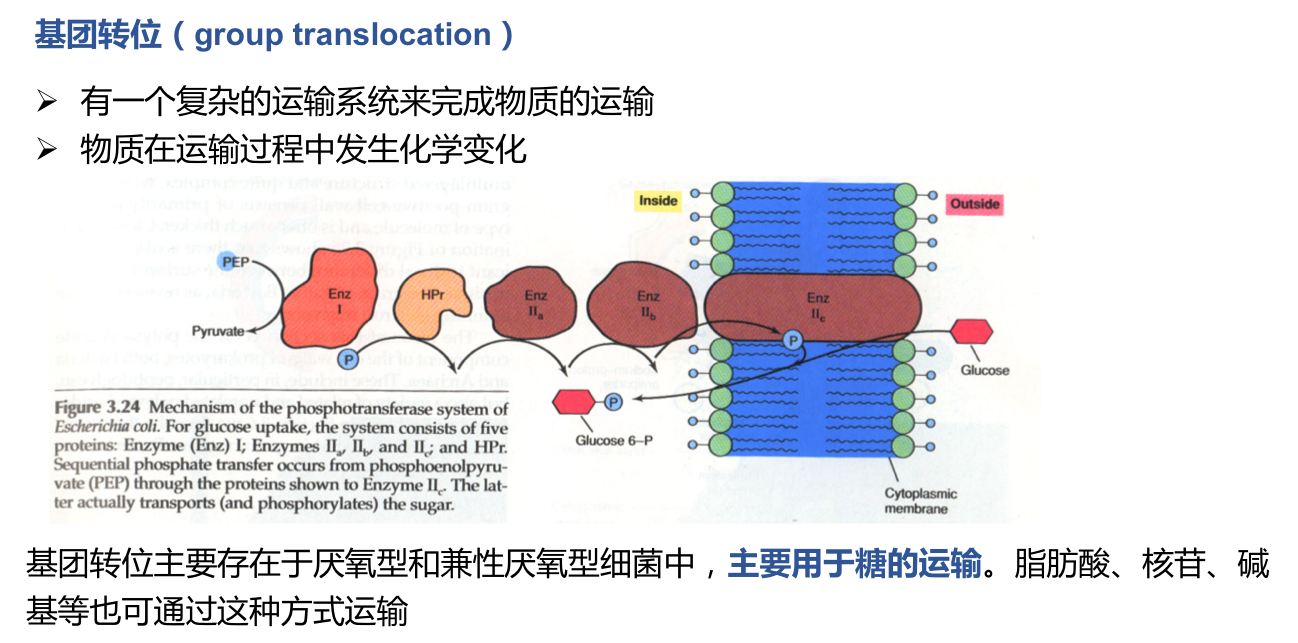 基团转位（group translocation）
➢ 有一个复杂的运输系统来完成物质的运输
➢ 物质在运输过程中发生化学变化
Inside
Outside
PEP
Enz
I
HPr
Enz
IIa
Enz
IIb
Enz
IIc
Pyruvate
P
P
Glucose
P
Glucose 6–P
Cytoplasmic
membrane
Figure 3.24 Mechanism of the phosphotransferase system of
Escherichia coli. For glucose uptake, the system consists of five
proteins: Enzyme (Enz) I; Enzymes IIa, IIb, and IIc; and HPr.
Sequential phosphate transfer occurs from phosphoenolpyru-
vate (PEP) through the proteins shown to Enzyme IIc. The lat-
ter actually transports (and phosphorylates) the sugar.
基团转位主要存在于厌氧型和兼性厌氧型细菌中，主要用于糖的运输。脂肪酸、核苷、碱
基等也可通过这种方式运输